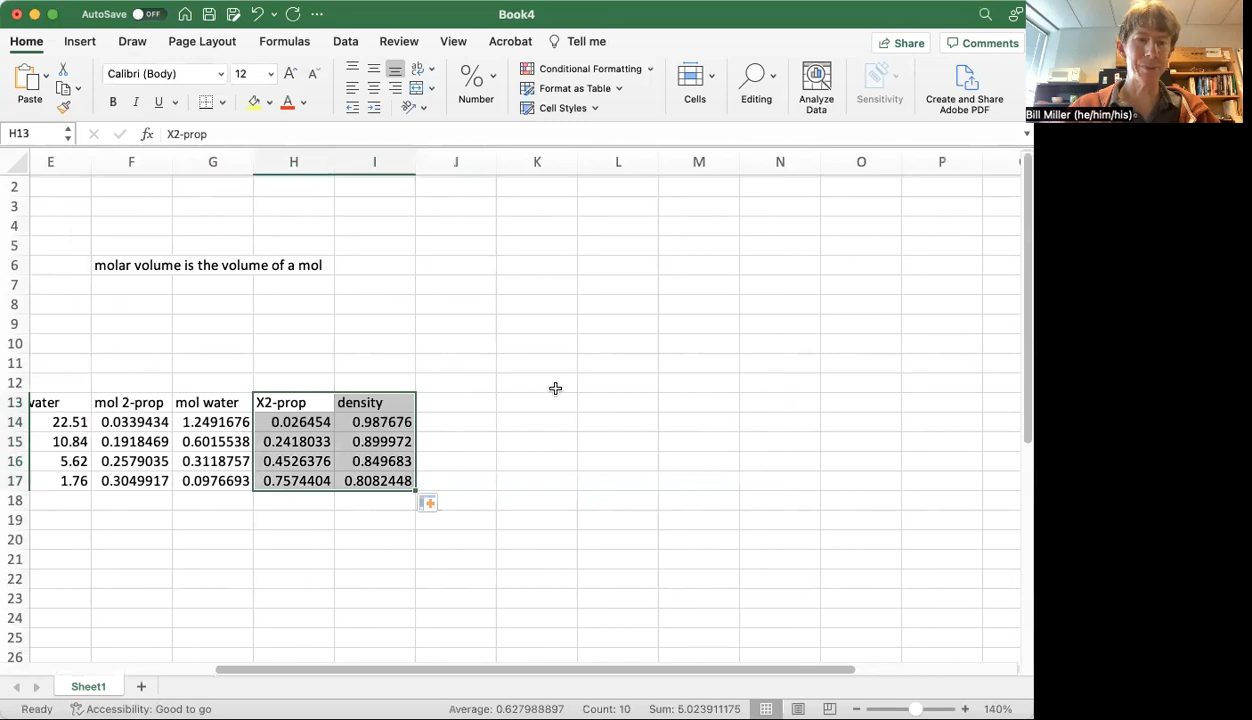 AutoSave OFF Book4
Home Insert Draw Page Layout Formulas Data Review View Acrobat Tell me Share Comments
Paste Calibri (Body) 12 Number Conditional Formatting Format as Table Cell Styles Cells Editing Analyze Data Sensitivity Create and Share Adobe PDF
Bill Miller (he/him/his)
H13 fx X2-prop
E F G H I J K L M N O P
2
3
4
5
6 molar volume is the volume of a mol
7
8
9
10
11
12
13 vater mol 2-prop mol water X2-prop density
14 22.51 0.0339434 1.2491676 0.026454 0.987676
15 10.84 0.1918469 0.6015538 0.2418033 0.899972
16 5.62 0.2579035 0.3118757 0.4526376 0.849683
17 1.76 0.3049917 0.0976693 0.7574404 0.8082448
18
19
20
21
22
23
24
25
26
Sheet1
Ready Accessibility: Good to go Average: 0.627988897 Count: 10 Sum: 5.023911175 140%